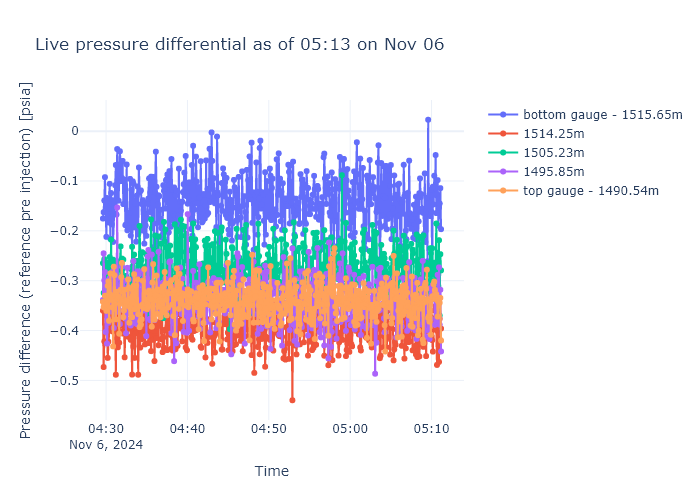 Live pressure differential as of 05:13 on Nov 06
Pressure difference (reference pre injection) [psia]
0
−0.1
−0.2
−0.3
−0.4
−0.5
04:30
Nov 6, 2024
04:40
04:50
05:00
05:10
Time
bottom gauge - 1515.65m
1514.25m
1505.23m
1495.85m
top gauge - 1490.54m